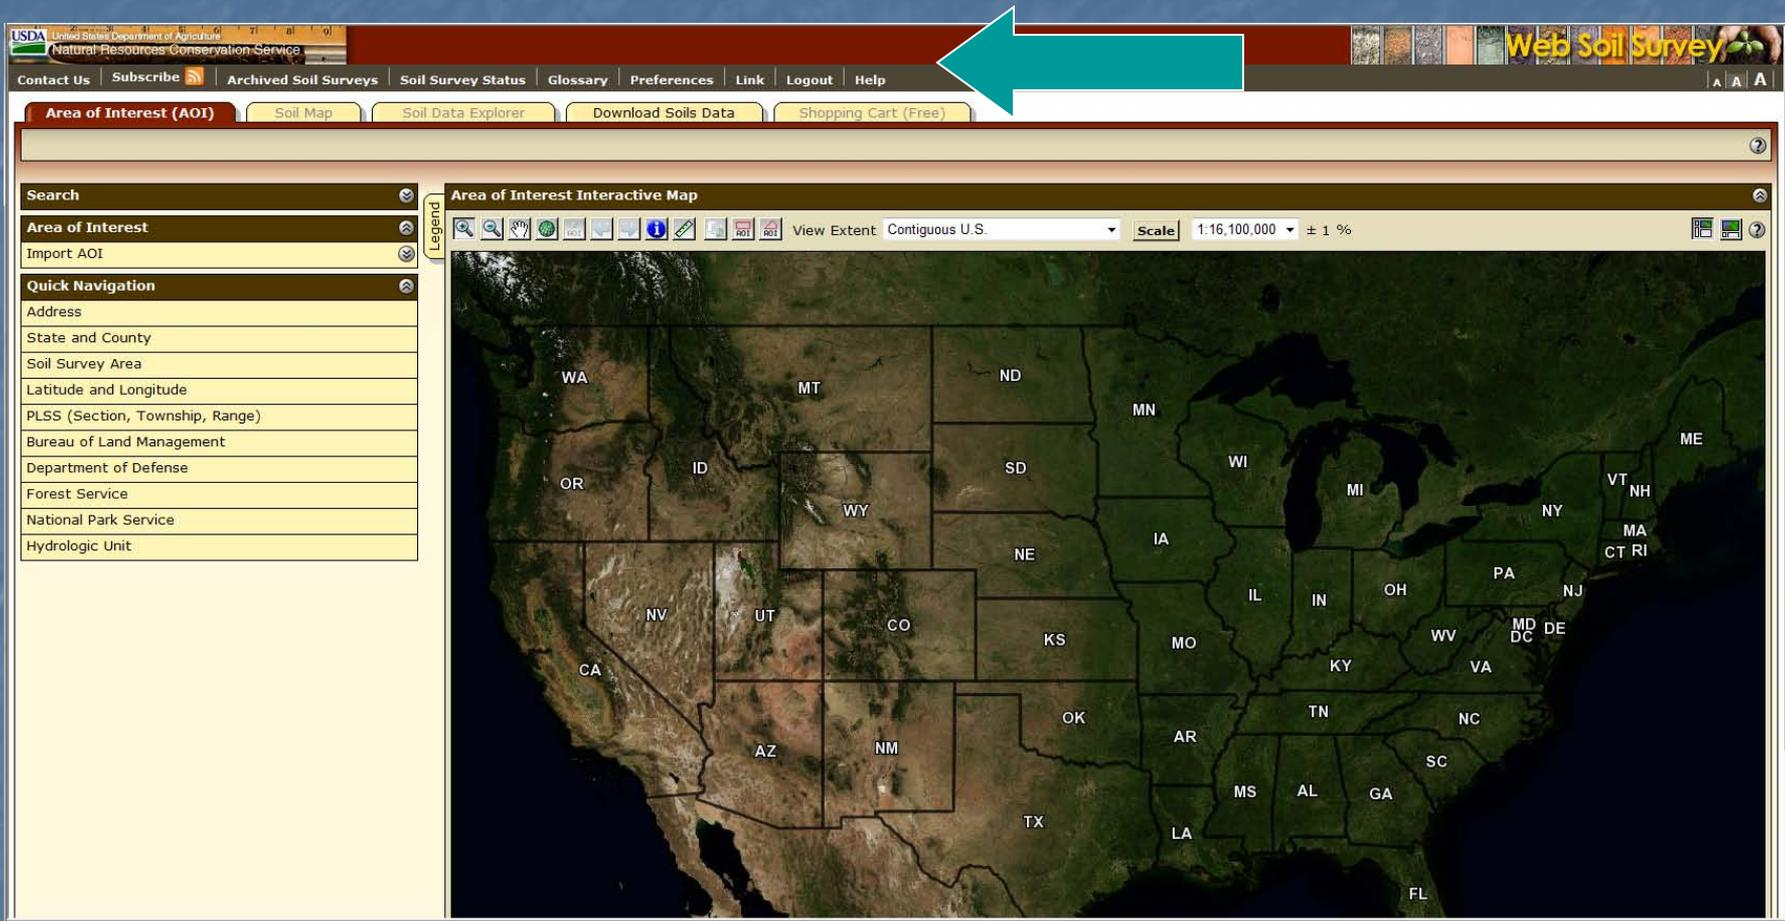 USDA United States Department of Agriculture
Natural Resources Conservation Service
Web Soil Survey
Contact Us Subscribe Archived Soil Surveys Soil Survey Status Glossary Preferences Link Logout Help A A A
Area of Interest (AOI) Soil Map Soil Data Explorer Download Soils Data Shopping Cart (Free)
Search
Area of Interest
Import AOI
Quick Navigation
Address
State and County
Soil Survey Area
Latitude and Longitude
PLSS (Section, Township, Range)
Bureau of Land Management
Department of Defense
Forest Service
National Park Service
Hydrologic Unit
Legend
Area of Interest Interactive Map
AOI AOI View Extent Contiguous U.S. Scale 1:16,100,000 ± 1 %
WA MT ND MN ME
OR ID WY SD WI MI VT NH
NY MA
CT RI
NE IA PA NJ
NV UT CO IL IN OH
KS MO WV MD DE
DC
CA KY VA
AZ NM OK AR TN NC
SC
MS AL GA
TX LA
FL